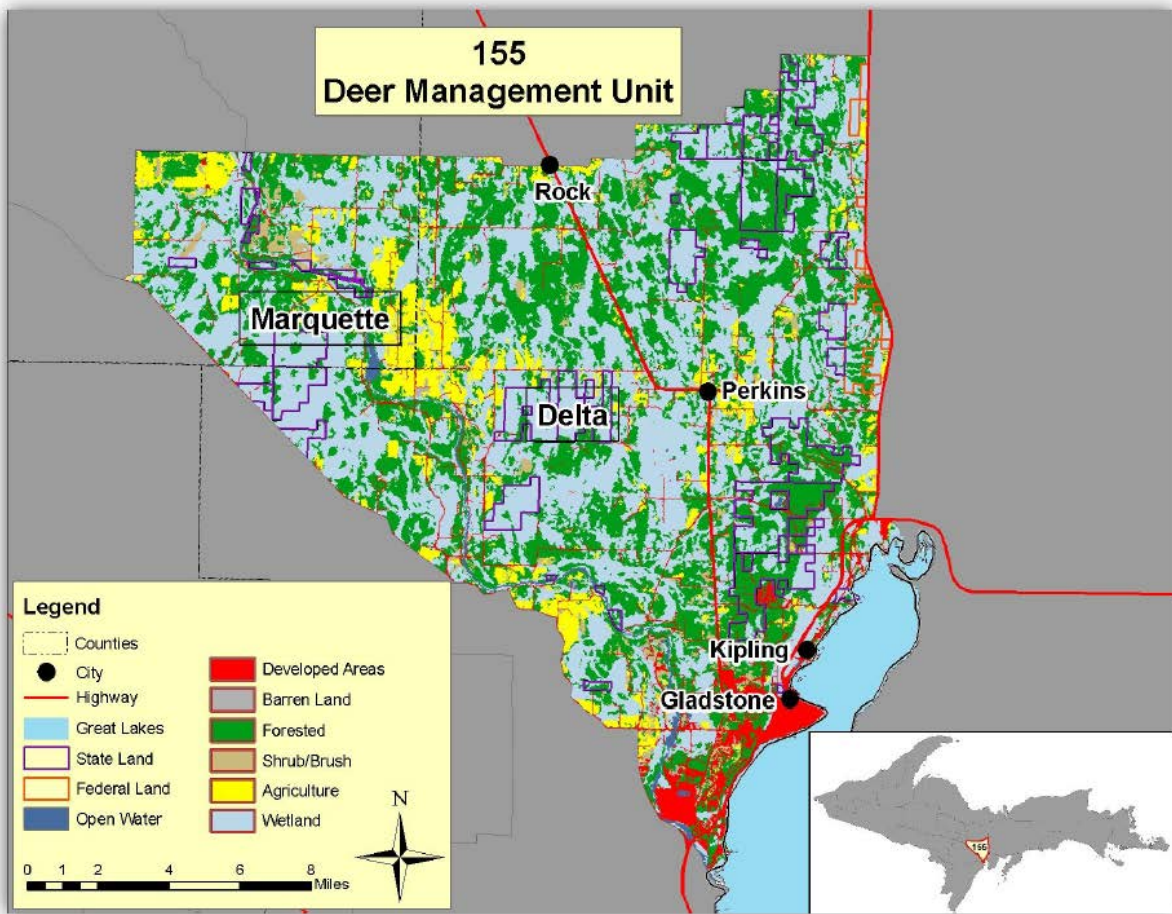 155
Deer Management Unit
Rock
Marquette
Perkins
Delta
Kipling
Gladstone
Legend
Counties
City
Highway
Great Lakes
State Land
Federal Land
Open Water
Developed Areas
Barren Land
Forested
Shrub/Brush
Agriculture
Wetland
N
0 1 2 4 6 8
Miles
155